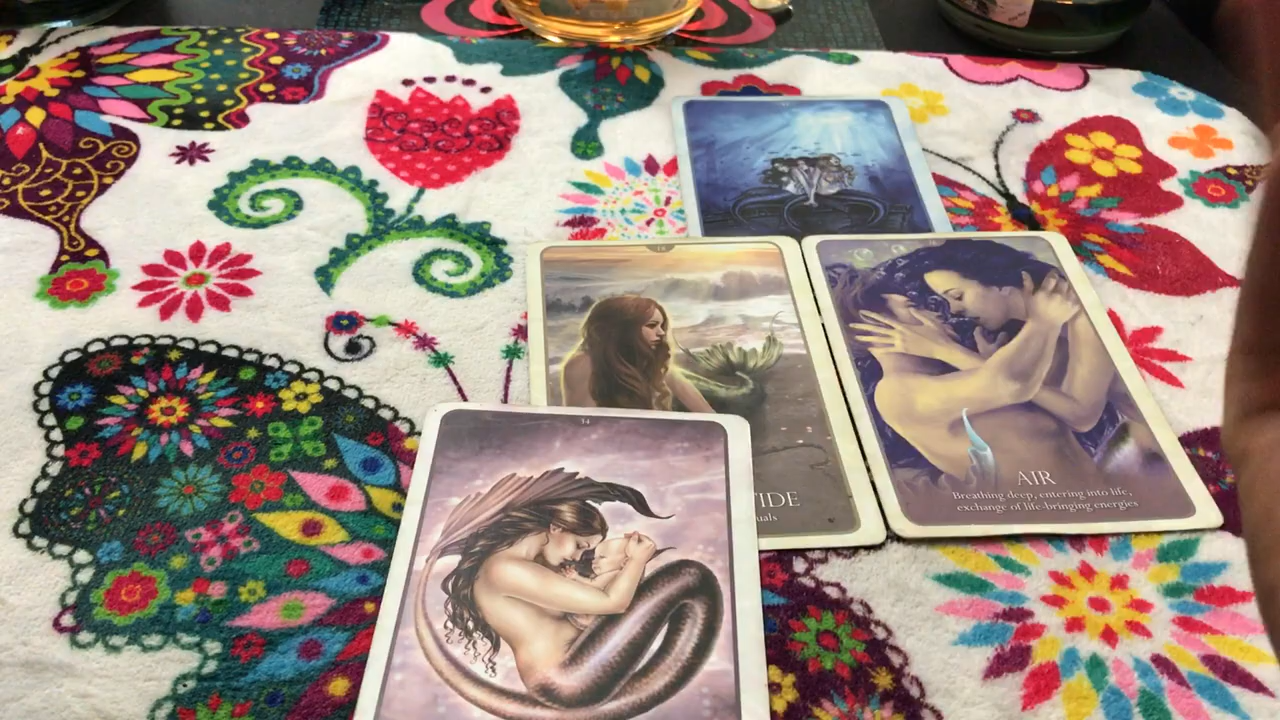 14
TIDE
uals
AIR
Breathing deep, entering into life,
exchange of life-bringing energies